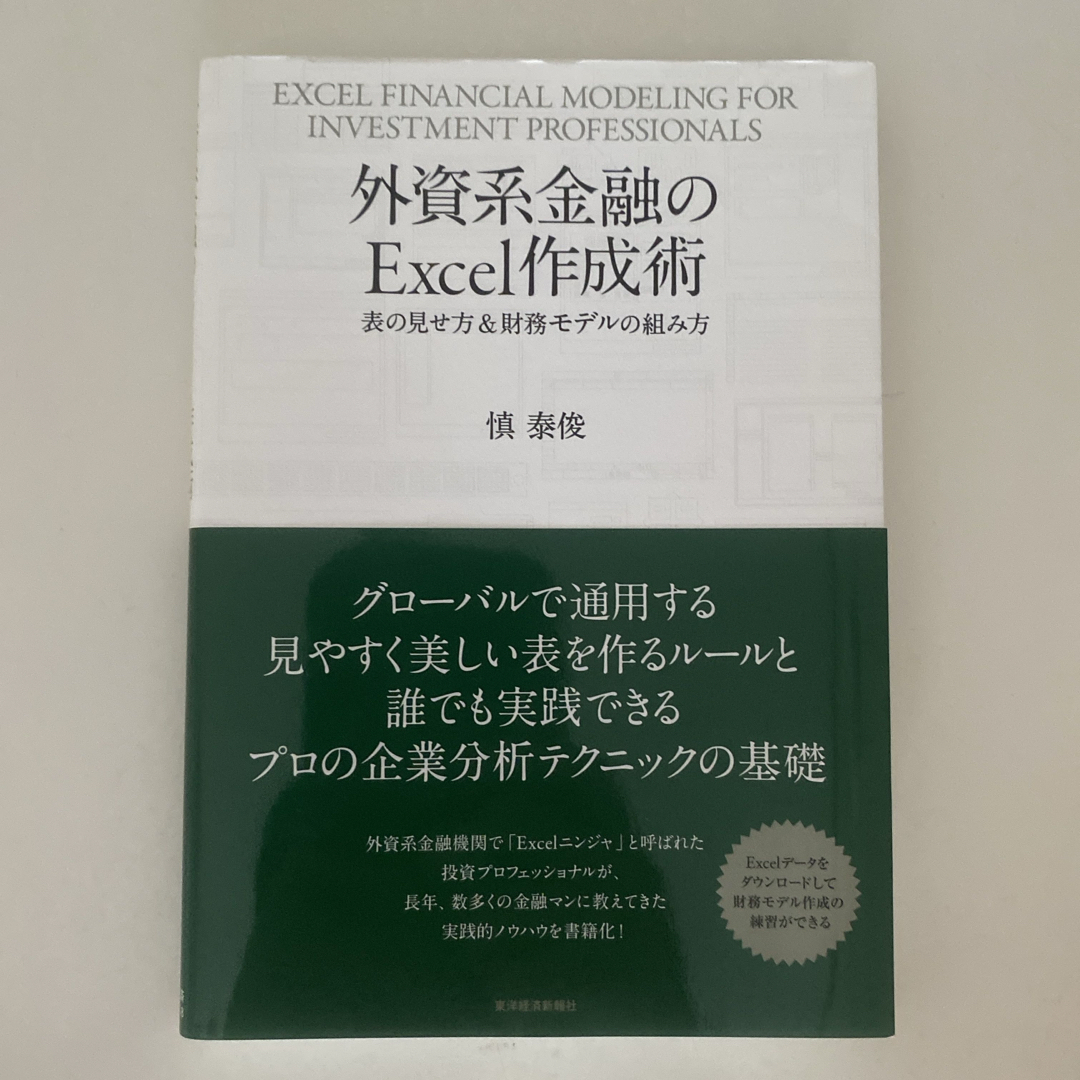 EXCEL FINANCIAL MODELING FOR
INVESTMENT PROFESSIONALS
外資系金融の
Excel作成術
表の見せ方&財務モデルの組み方
慎 泰俊
グローバルで通用する
見やすく美しい表を作るルールと
誰でも実践できる
プロの企業分析テクニックの基礎
外資系金融機関で「Excelニンジャ」と呼ばれた
投資プロフェッショナルが、
長年、数多くの金融マンに教えてきた
実践的ノウハウを書籍化!
Excelデータを
ダウンロードして
財務モデル作成の
練習ができる
東洋経済新報社